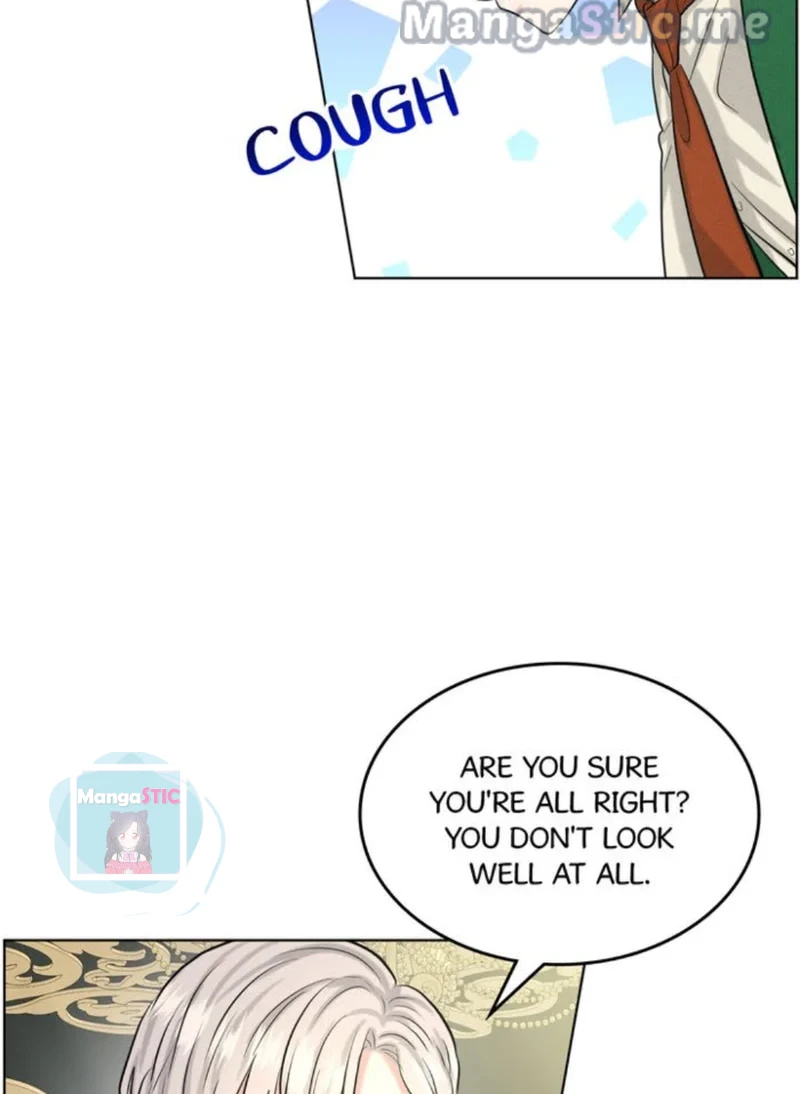 MangaStic.me
COUGH
ARE YOU SURE
YOU'RE ALL RIGHT?
YOU DON'T LOOK
WELL AT ALL.
MangaSTIC